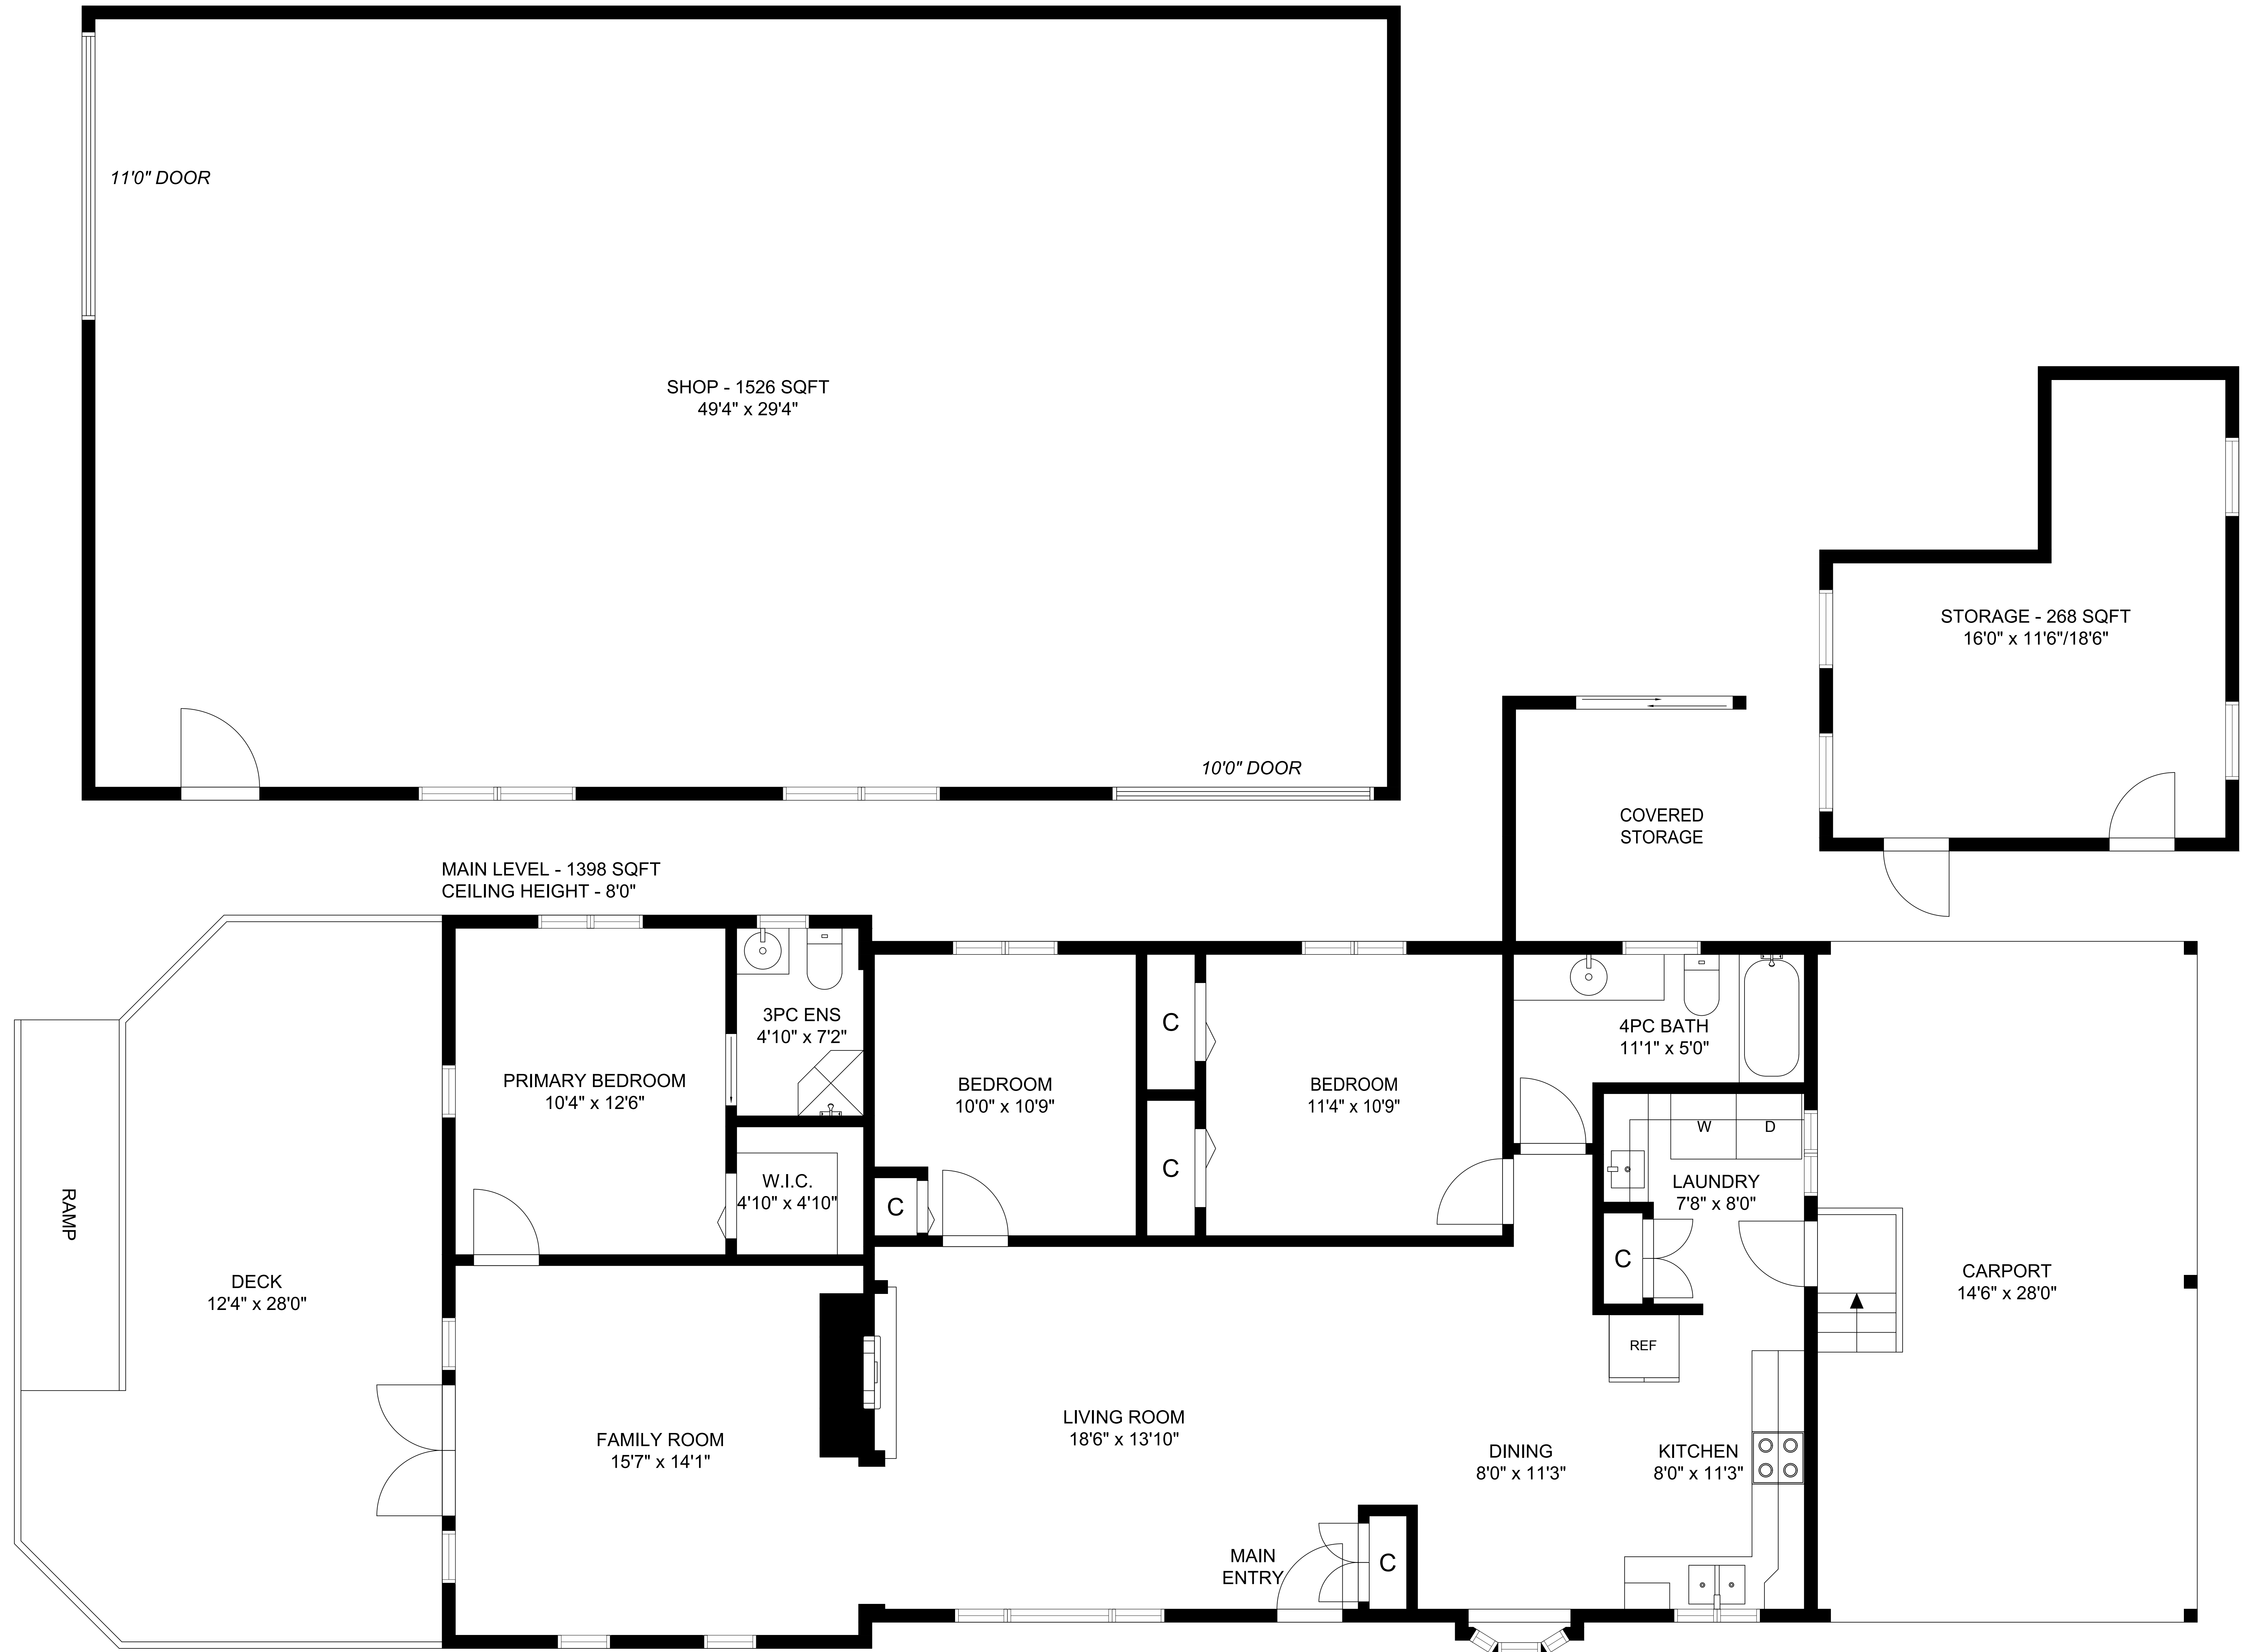 11'0" DOOR
SHOP - 1526 SQFT
49'4" x 29'4"
10'0" DOOR
STORAGE - 268 SQFT
16'0" x 11'6"/18'6"
COVERED
STORAGE
MAIN LEVEL - 1398 SQFT
CEILING HEIGHT - 8'0"
3PC ENS
4'10" x 7'2"
PRIMARY BEDROOM
10'4" x 12'6"
W.I.C.
4'10" x 4'10"
BEDROOM
10'0" x 10'9"
C
C
C
BEDROOM
11'4" x 10'9"
4PC BATH
11'1" x 5'0"
W
D
LAUNDRY
7'8" x 8'0"
C
RAMP
DECK
12'4" x 28'0"
CARPORT
14'6" x 28'0"
REF
FAMILY ROOM
15'7" x 14'1"
LIVING ROOM
18'6" x 13'10"
DINING
8'0" x 11'3"
KITCHEN
8'0" x 11'3"
MAIN
ENTRY
C